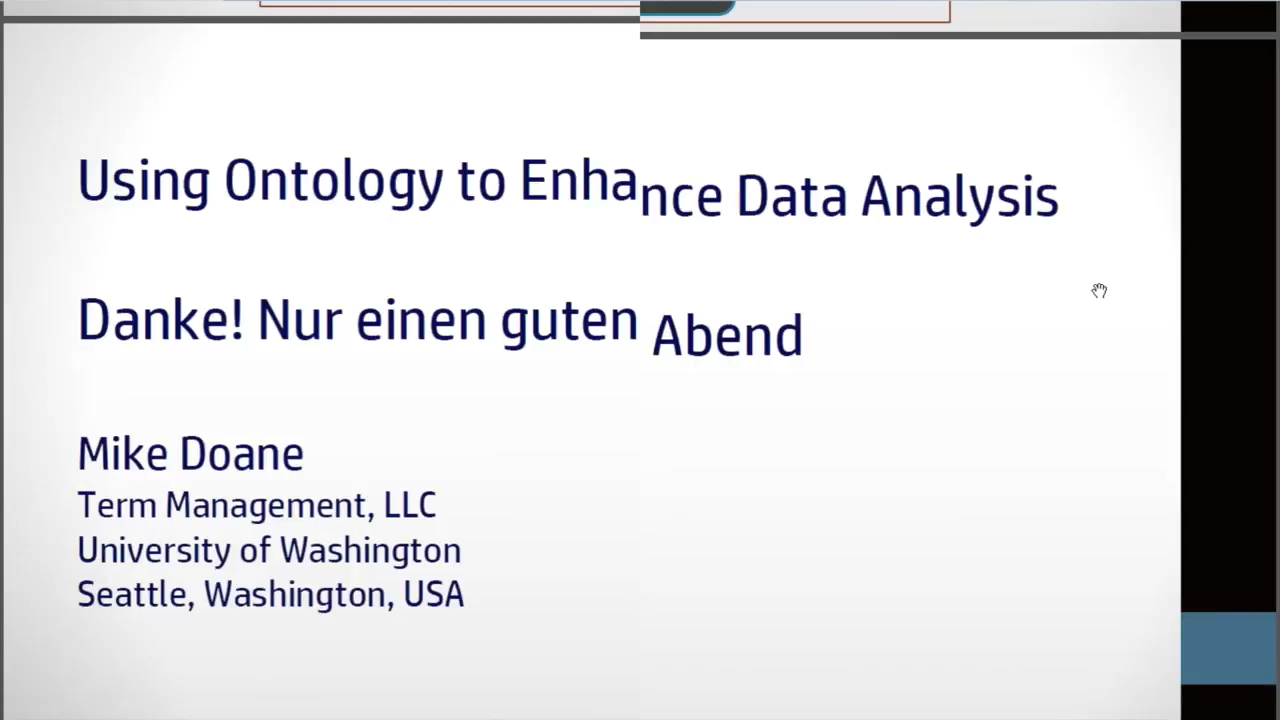 Using Ontology to Enhance Data Analysis
Danke! Nur einen guten Abend
Mike Doane
Term Management, LLC
University of Washington
Seattle, Washington, USA